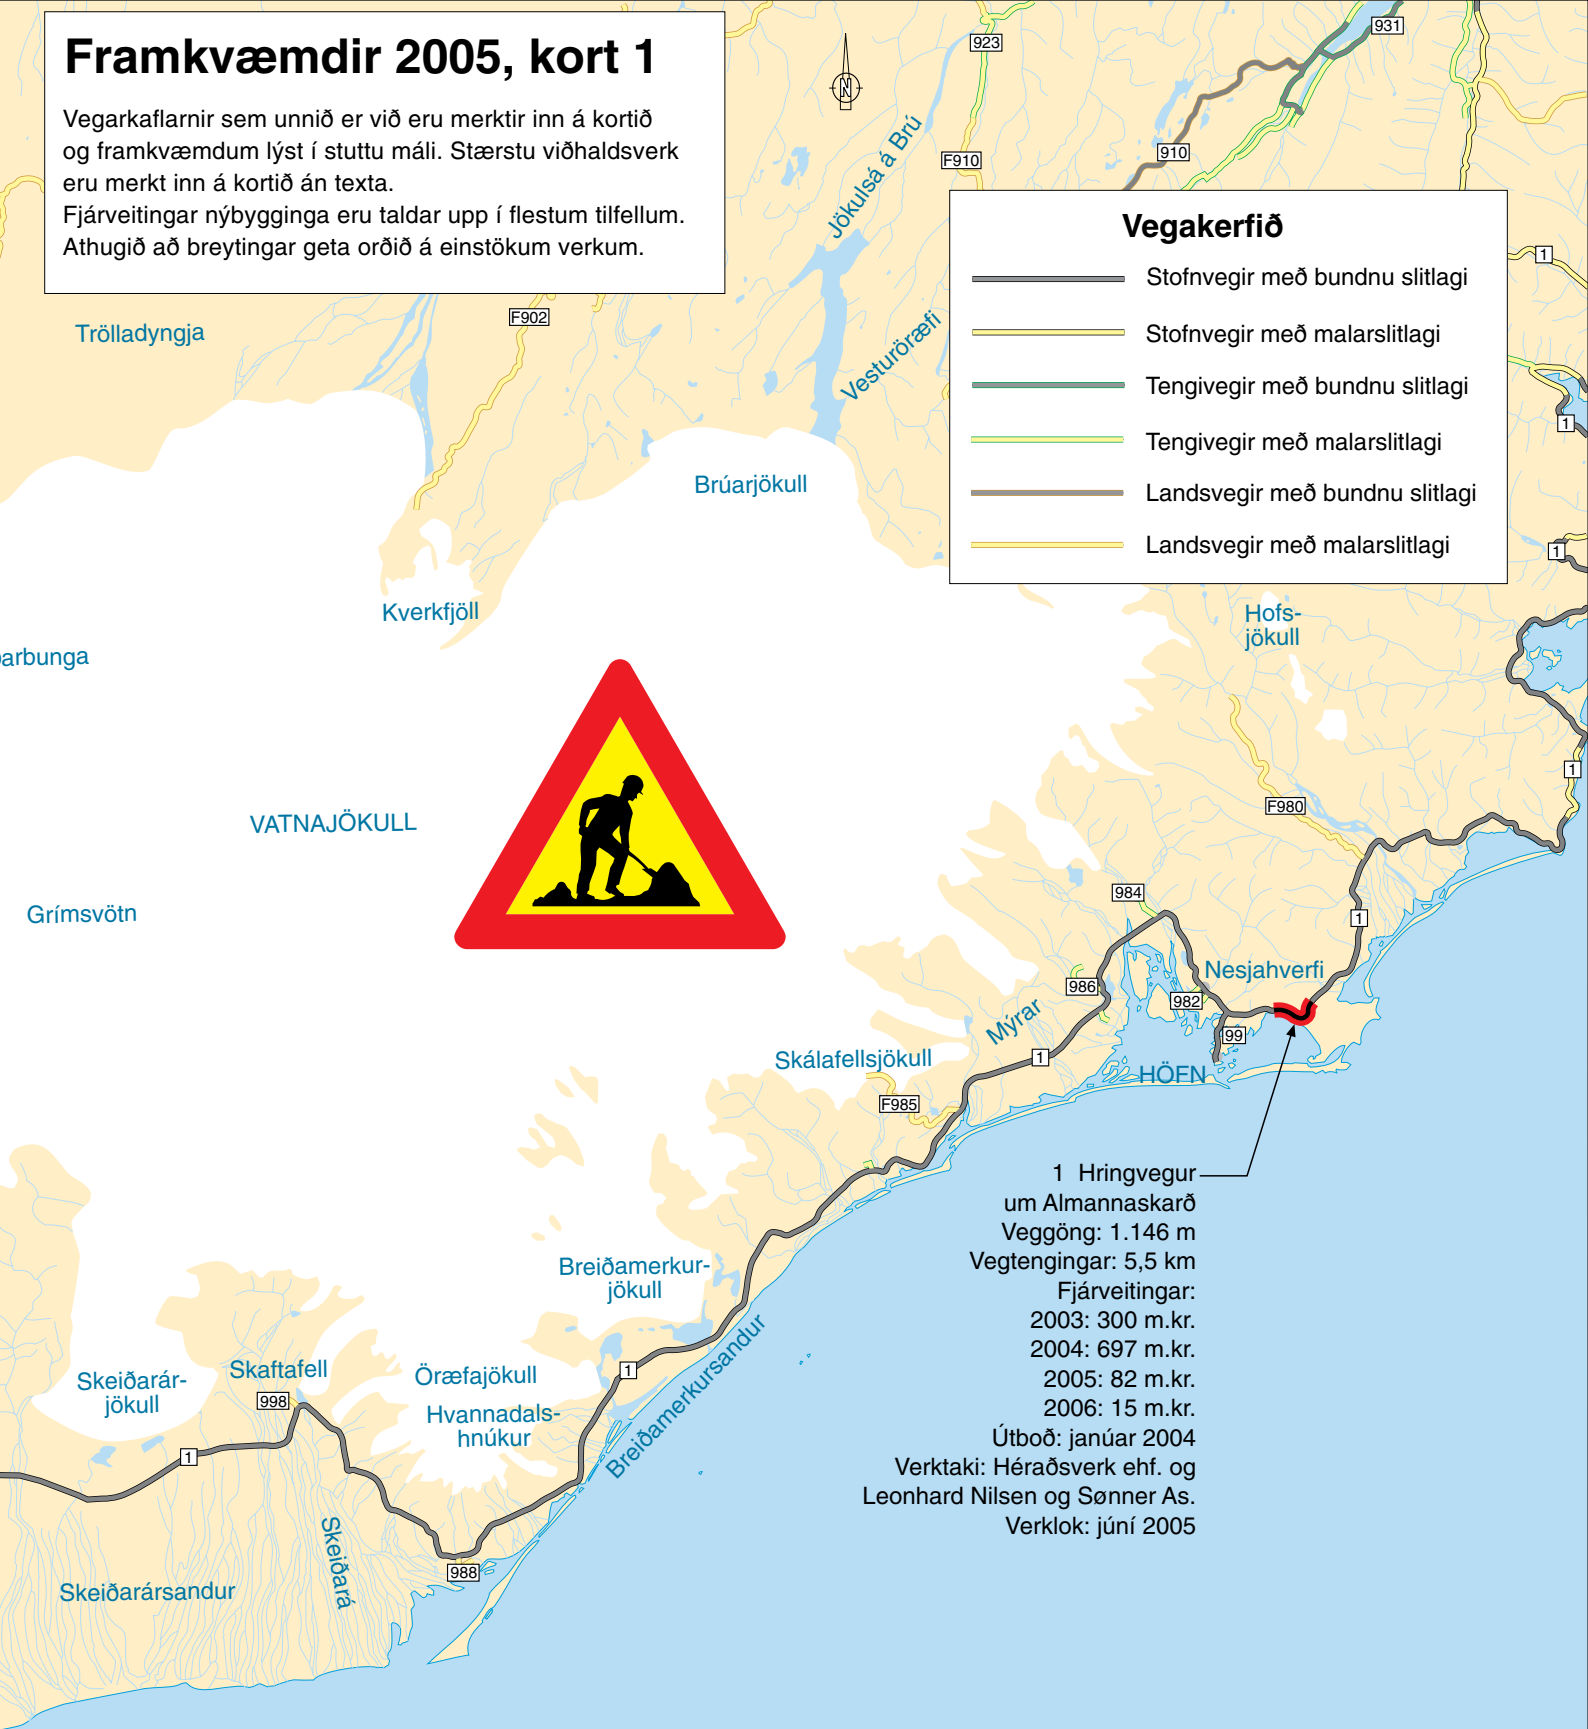 Framkvæmdir 2005, kort 1
Vegarkaflarnir sem unnið er við eru merktir inn á kortið
og framkvæmdum lýst í stuttu máli. Stærstu viðhaldsverk
eru merkt inn á kortið án texta.
Fjárveitingar nýbygginga eru taldar upp í flestum tilfellum.
Athugið að breytingar geta orðið á einstökum verkum.
923
931
N
Jökulsá á Brú
F910
910
Vegakerfið
Stofnvegir með bundnu slitlagi
Stofnvegir með malarslitlagi
Tengivegir með bundnu slitlagi
Tengivegir með malarslitlagi
Landsvegir með bundnu slitlagi
Landsvegir með malarslitlagi
1
1
1
Trölladyngja
F902
Vesturöræfi
Brúarjökull
Kverkfjöll
Hofs-
jökull
arbunga
1
F980
VATNAJÖKULL
984
Grímsvötn
1
Nesjahverfi
986
982
Mýrar
99
1
Skálafellsjökull
HÖFN
F985
1 Hringvegur
um Almannaskarð
Veggöng: 1.146 m
Vegtengingar: 5,5 km
Fjárveitingar:
2003: 300 m.kr.
2004: 697 m.kr.
2005: 82 m.kr.
2006: 15 m.kr.
Útboð: janúar 2004
Verktaki: Héraðsverk ehf. og
Leonhard Nilsen og Sønner As.
Verklok: júní 2005
Breiðamerkur-
jökull
Breiðamerkursandur
1
Skeiðarár-
jökull
Skaftafell
998
Öræfajökull
Hvannadals-
hnúkur
1
Skeiðará
988
Skeiðarársandur